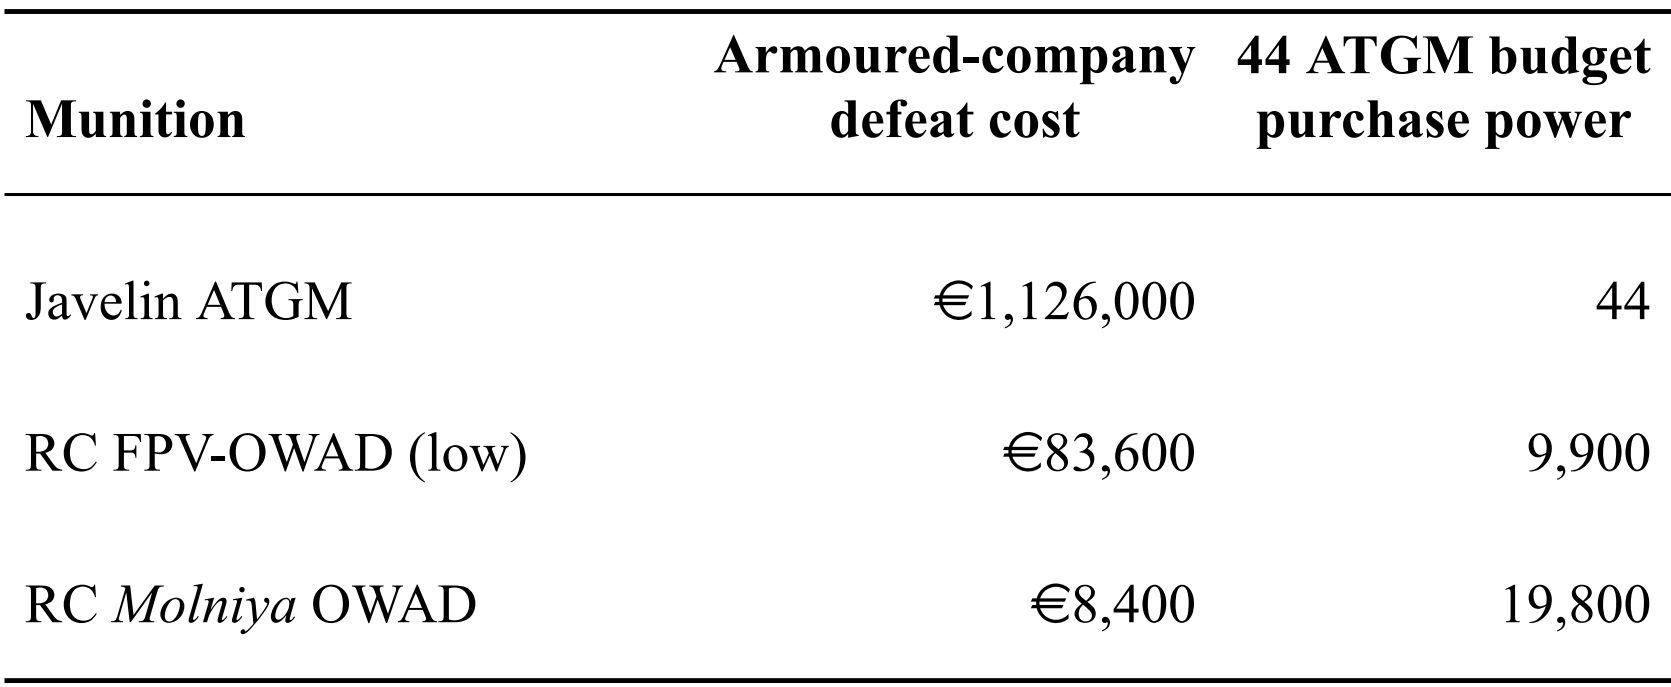 Munition Armoured-company defeat cost 44 ATGM budget purchase power
Javelin ATGM €1,126,000 44
RC FPV-OWAD (low) €83,600 9,900
RC Molniya OWAD €8,400 19,800